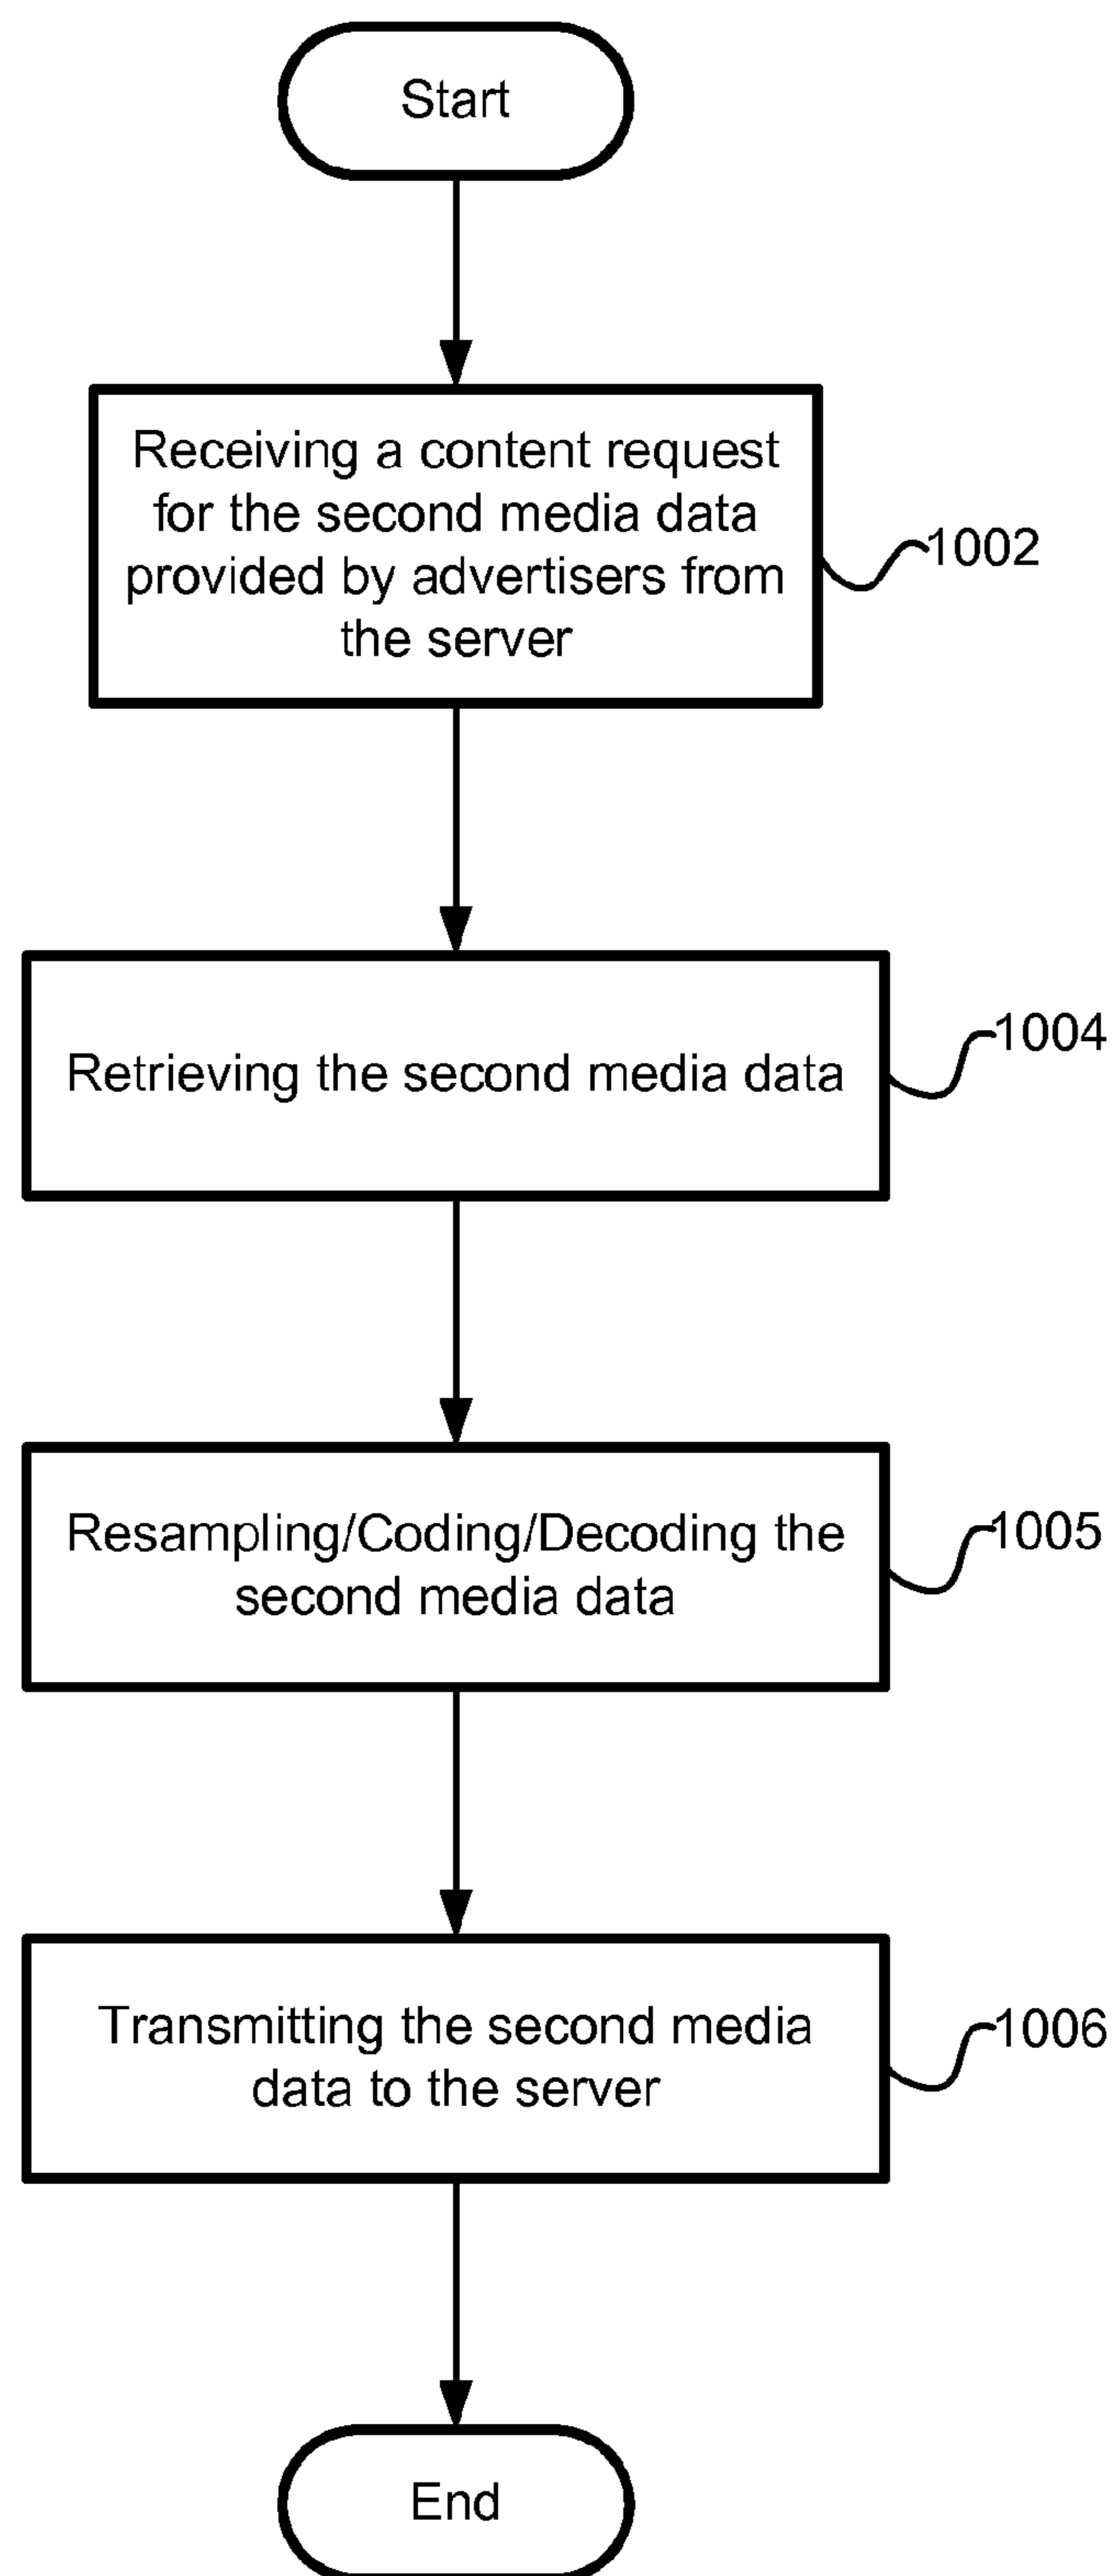 Start
Receiving a content request
for the second media data
provided by advertisers from
the server
1002
Retrieving the second media data
1004
Resampling/Coding/Decoding the
second media data
1005
Transmitting the second media
data to the server
1006
End